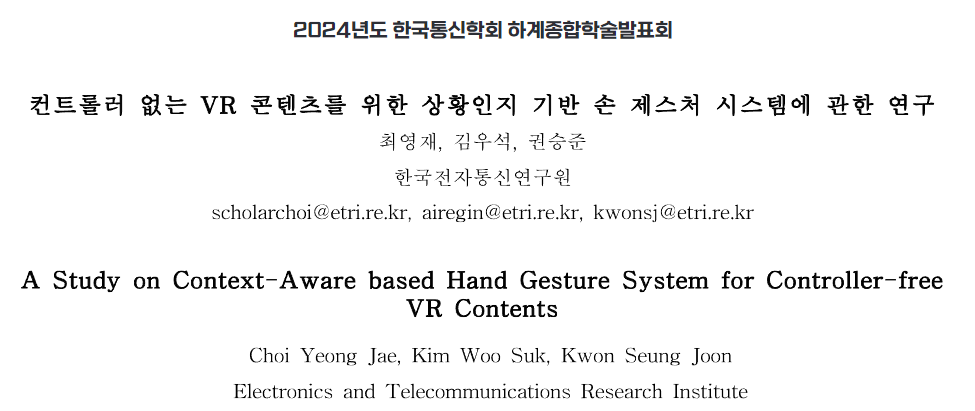 2024년도 한국통신학회 하계종합학술발표회
컨트롤러 없는 VR 콘텐츠를 위한 상황인지 기반 손 제스처 시스템에 관한 연구
최영재, 김우석, 권승준
한국전자통신연구원
scholarchoi@etri.re.kr, airegin@etri.re.kr, kwonsj@etri.re.kr
A Study on Context-Aware based Hand Gesture System for Controller-free
VR Contents
Choi Yeong Jae, Kim Woo Suk, Kwon Seung Joon
Electronics and Telecommunications Research Institute